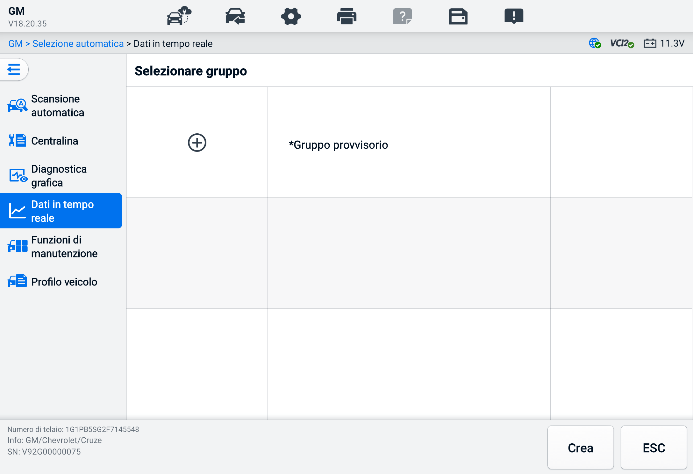 GM
V18.20.35
GM > Selezione automatica > Dati in tempo reale
VCI2
11.3V
Selezionare gruppo
Scansione
automatica
Centralina
Diagnostica
grafica
Dati in tempo
reale
Funzioni di
manutenzione
Profilo veicolo
*Gruppo provvisorio
Numero di telaio: 1G1PB5SG2F7145548
Info: GM/Chevrolet/Cruze
SN: V92G00000075
Crea
ESC